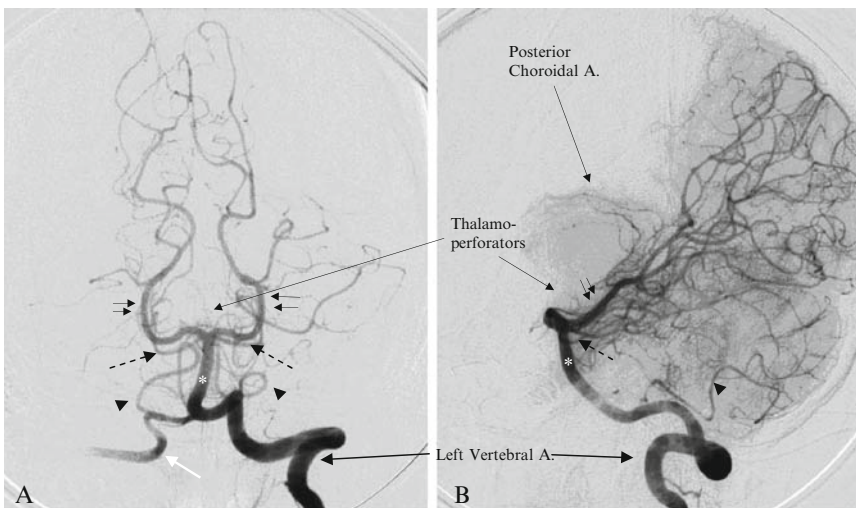 Posterior
Choroidal A.
Thalamo-
perforators
*
*
Left Vertebral A.
A
B